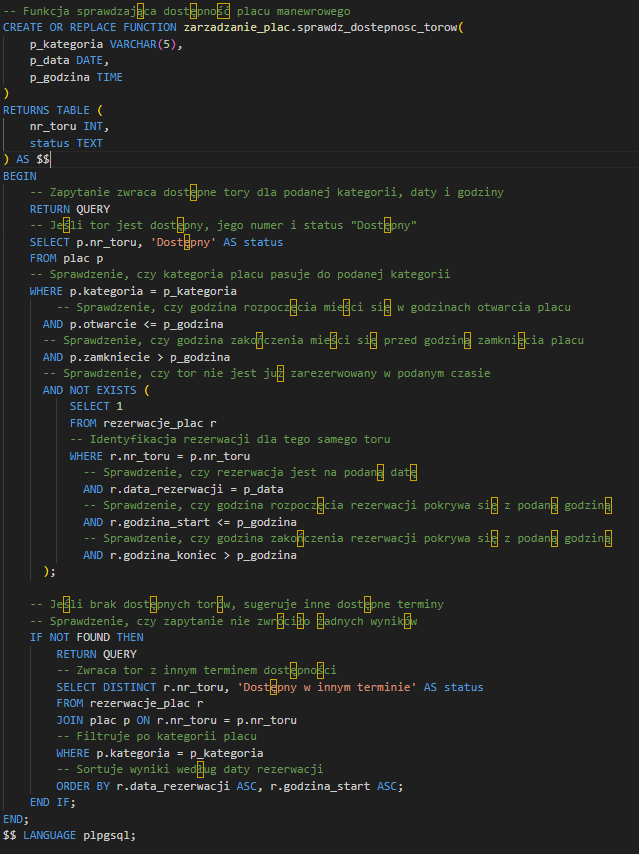 -- Funkcja sprawdzająca dostępność placu manewrowego
CREATE OR REPLACE FUNCTION zarzadzanie_plac.sprawdz_dostepnosc_torow(
    p_kategoria VARCHAR(5),
    p_data DATE,
    p_godzina TIME
)
RETURNS TABLE (
    nr_toru INT,
    status TEXT
) AS $$
BEGIN
    -- Zapytanie zwraca dostępne tory dla podanej kategorii, daty i godziny
    RETURN QUERY
    -- Jeśli tor jest dostępny, jego numer i status "Dostępny"
    SELECT p.nr_toru, 'Dostępny' AS status
    FROM plac p
    -- Sprawdzenie, czy kategoria placu pasuje do podanej kategorii
    WHERE p.kategoria = p_kategoria
        -- Sprawdzenie, czy godzina rozpoczęcia mieści się w godzinach otwarcia placu
      AND p.otwarcie <= p_godzina
      -- Sprawdzenie, czy godzina zakończenia mieści się przed godziną zamknięcia placu
      AND p.zamkniecie > p_godzina
      -- Sprawdzenie, czy tor nie jest już zarezerwowany w podanym czasie
      AND NOT EXISTS (
          SELECT 1
          FROM rezerwacje_plac r
          -- Identyfikacja rezerwacji dla tego samego toru
          WHERE r.nr_toru = p.nr_toru
            -- Sprawdzenie, czy rezerwacja jest na podaną datę
            AND r.data_rezerwacji = p_data
            -- Sprawdzenie, czy godzina rozpoczęcia rezerwacji pokrywa się z podaną godziną
            AND r.godzina_start <= p_godzina
            -- Sprawdzenie, czy godzina zakończenia rezerwacji pokrywa się z podaną godziną
            AND r.godzina_koniec > p_godzina
      );
    -- Jeśli brak dostępnych torów, sugeruje inne dostępne terminy
    -- Sprawdzenie, czy zapytanie nie zwróciło żadnych wyników
    IF NOT FOUND THEN
        RETURN QUERY
        -- Zwraca tor z innym terminem dostępności
        SELECT DISTINCT r.nr_toru, 'Dostępny w innym terminie' AS status
        FROM rezerwacje_plac r
        JOIN plac p ON r.nr_toru = p.nr_toru
        -- Filtruje po kategorii placu
        WHERE p.kategoria = p_kategoria
        -- Sortuje wyniki według daty rezerwacji
        ORDER BY r.data_rezerwacji ASC, r.godzina_start ASC;
    END IF;
END;
$$ LANGUAGE plpgsql;